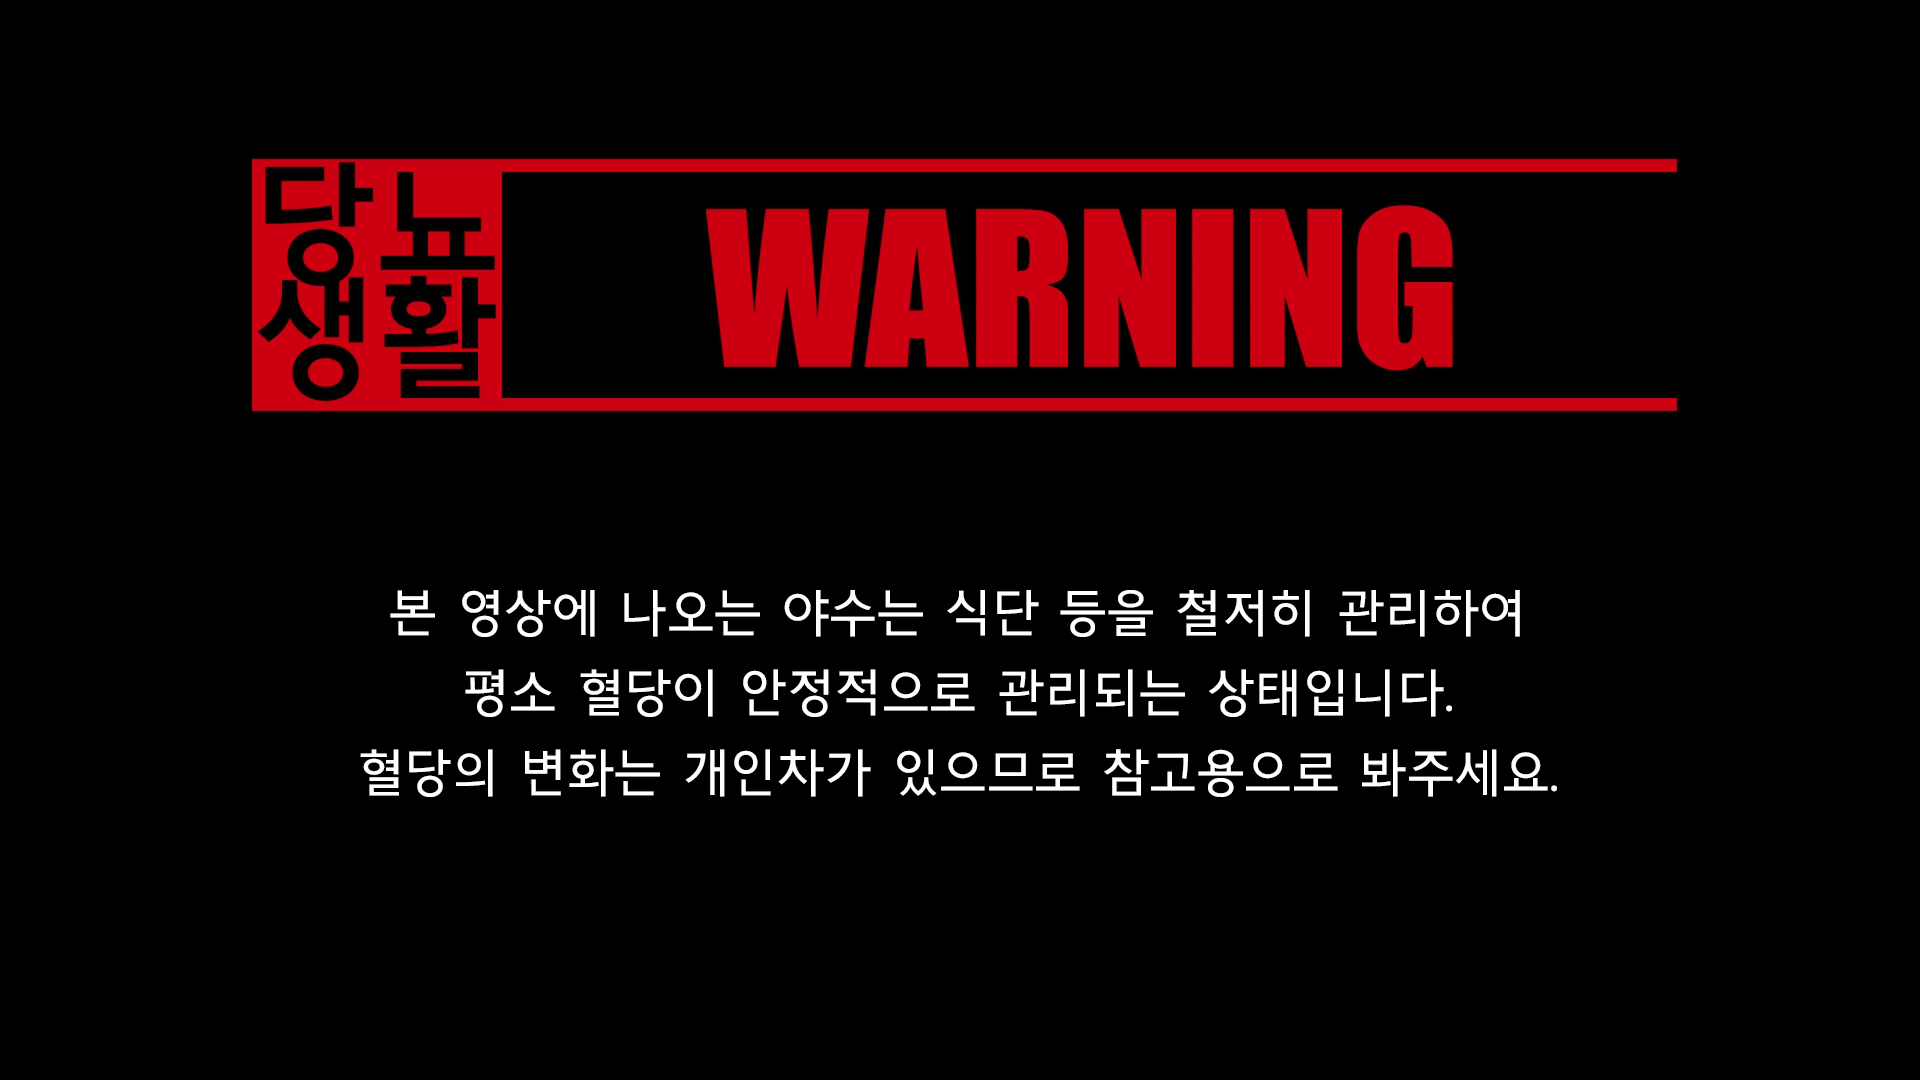 당뇨
생활
WARNING
본 영상에 나오는 야수는 식단 등을 철저히 관리하여
평소 혈당이 안정적으로 관리되는 상태입니다.
혈당의 변화는 개인차가 있으므로 참고용으로 봐주세요.